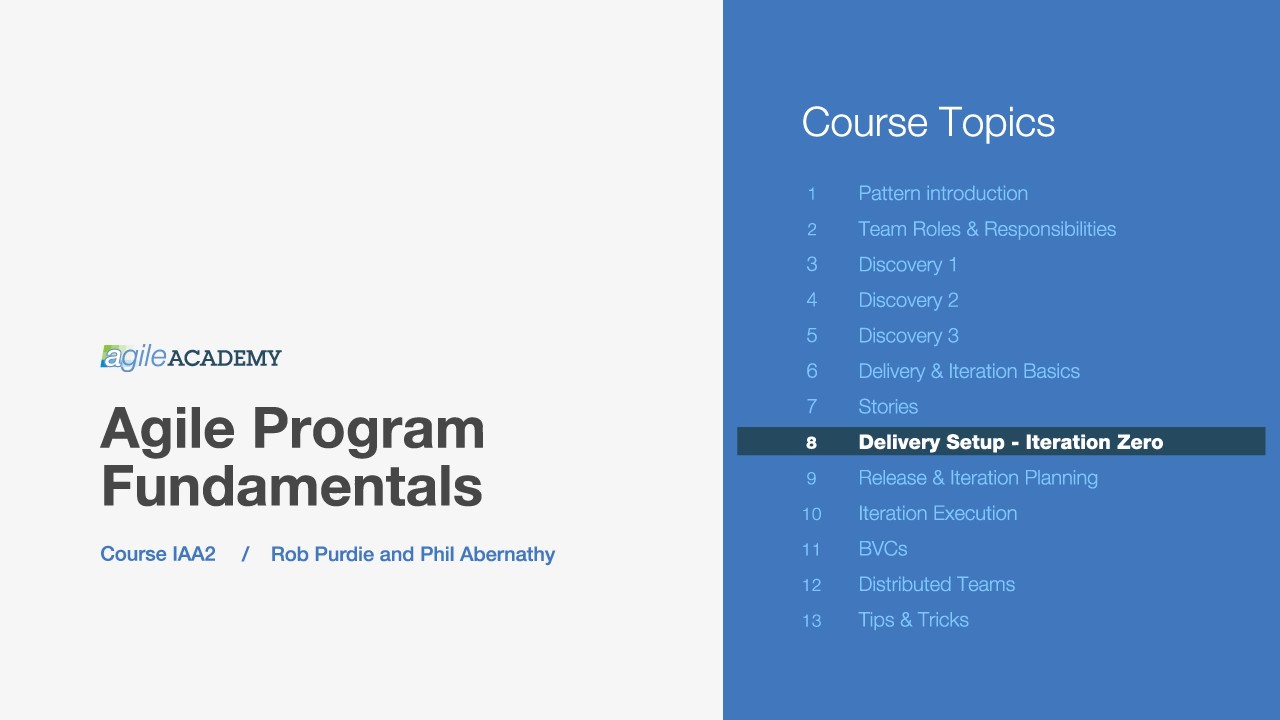 agileACADEMY
Agile Program
Fundamentals
Course IAA2 / Rob Purdie and Phil Abernathy
Course Topics
1 Pattern introduction
2 Team Roles & Responsibilities
3 Discovery 1
4 Discovery 2
5 Discovery 3
6 Delivery & Iteration Basics
7 Stories
8 Delivery Setup - Iteration Zero
9 Release & Iteration Planning
10 Iteration Execution
11 BVCs
12 Distributed Teams
13 Tips & Tricks